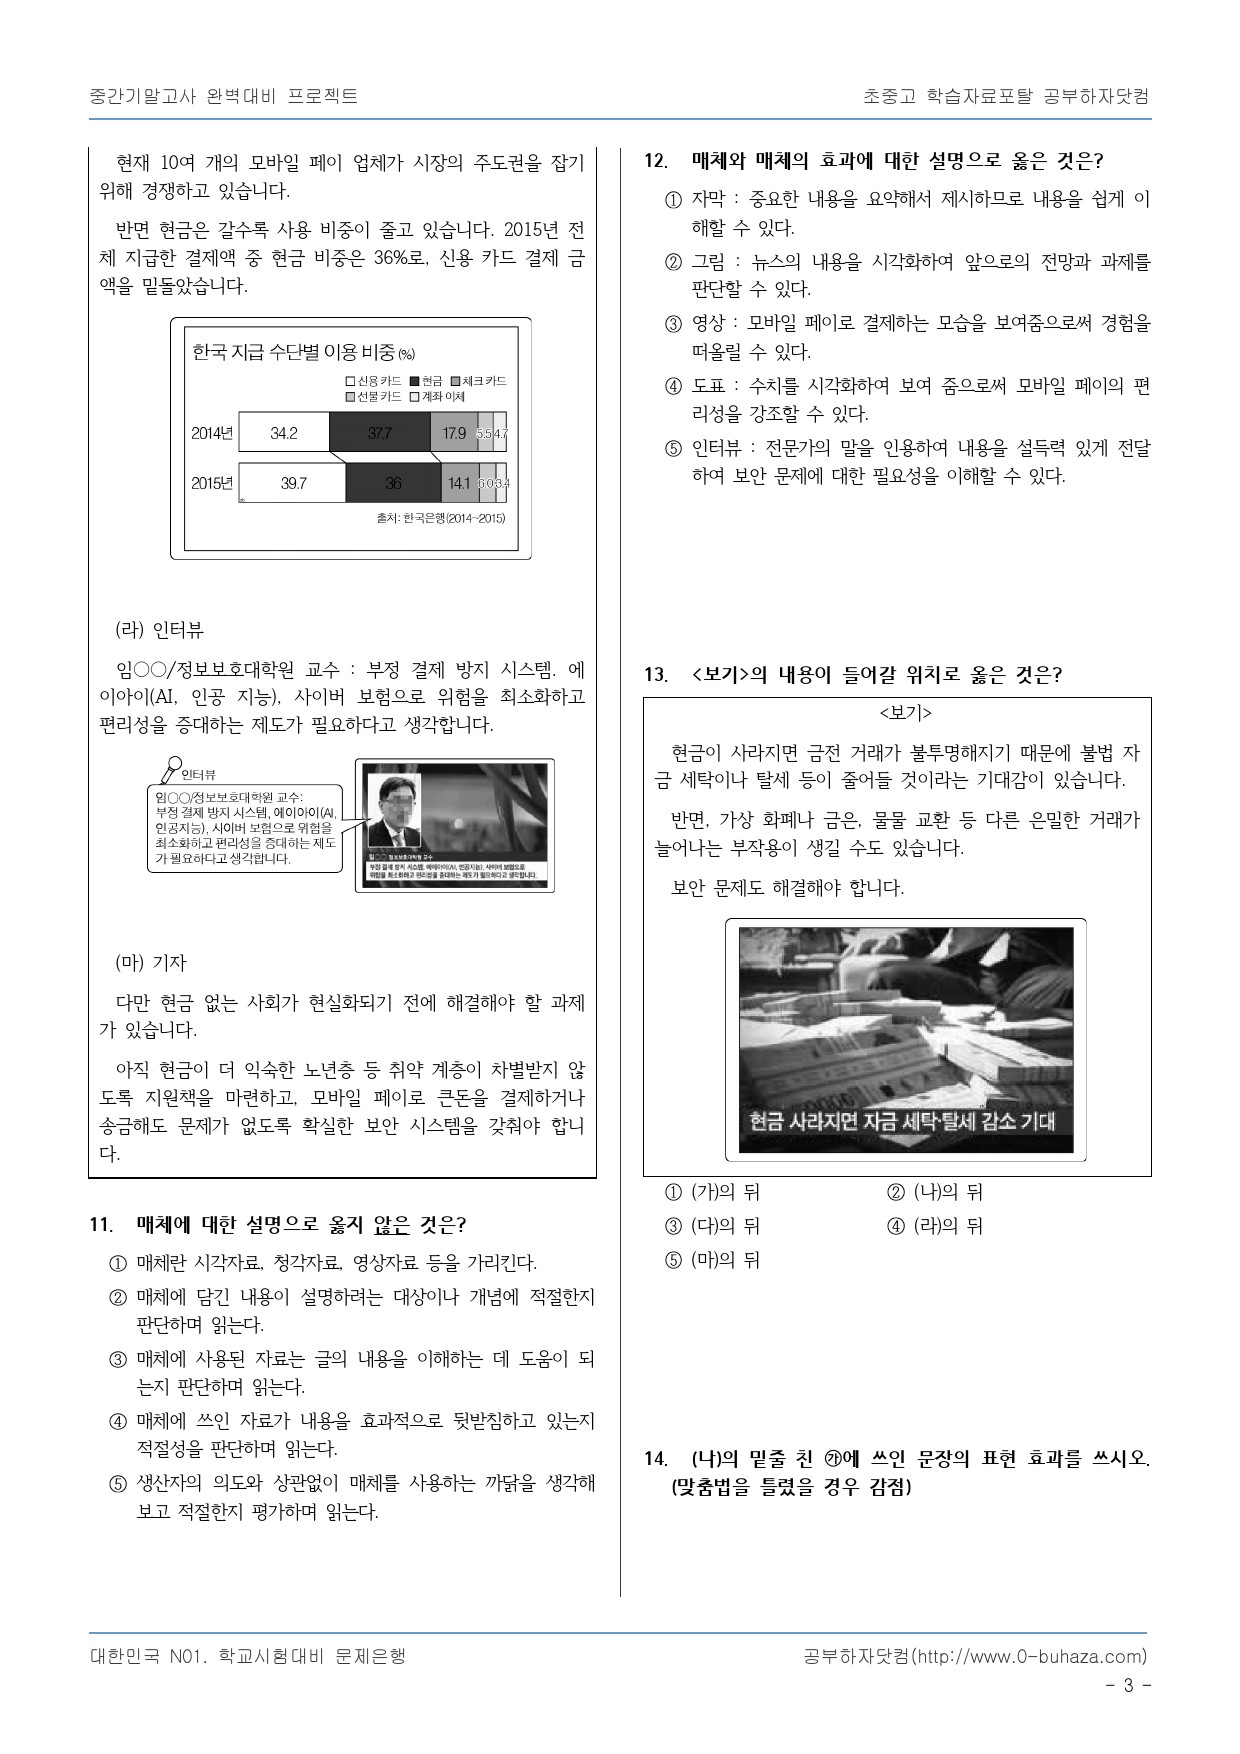 중간기말고사 완벽대비 프로젝트
초중고 학습자료포탈 공부하자닷컴
현재 10여 개의 모바일 페이 업체가 시장의 주도권을 잡기
위해 경쟁하고 있습니다.
반면 현금은 갈수록 사용 비중이 줄고 있습니다. 2015년 전
체 지급한 결제액 중 현금 비중은 36%로, 신용 카드 결제 금
액을 밑돌았습니다.
한국 지급 수단별 이용 비중 (%)
신용 카드 현금 체크 카드
선불 카드 계좌 이체
2014년 34.2 37.7 17.9 5.5 4.7
2015년 39.7 36 14.1 6.0 3.4
출처: 한국은행(2014~2015)
(라) 인터뷰
임○○/정보보호대학원 교수 : 부정 결제 방지 시스템. 에
이아이(AI, 인공 지능), 사이버 보험으로 위험을 최소화하고
편리성을 증대하는 제도가 필요하다고 생각합니다.
인터뷰
임○○/정보보호대학원 교수:
부정 결제 방지 시스템, 에이아이(AI,
인공지능), 사이버 보험으로 위험을
최소화하고 편리성을 증대하는 제도
가 필요하다고 생각합니다.
임○○ 정보보호대학원 교수
부정 결제 방지 시스템, 에이아이(AI, 인공지능), 사이버 보험으로
위험을 최소화하고 편리성을 증대하는 제도가 필요하다고 생각합니다.
(마) 기자
다만 현금 없는 사회가 현실화되기 전에 해결해야 할 과제
가 있습니다.
아직 현금이 더 익숙한 노년층 등 취약 계층이 차별받지 않
도록 지원책을 마련하고, 모바일 페이로 큰돈을 결제하거나
송금해도 문제가 없도록 확실한 보안 시스템을 갖춰야 합니
다.
11. 매체에 대한 설명으로 옳지 않은 것은?
① 매체란 시각자료, 청각자료, 영상자료 등을 가리킨다.
② 매체에 담긴 내용이 설명하려는 대상이나 개념에 적절한지
판단하며 읽는다.
③ 매체에 사용된 자료는 글의 내용을 이해하는 데 도움이 되
는지 판단하며 읽는다.
④ 매체에 쓰인 자료가 내용을 효과적으로 뒷받침하고 있는지
적절성을 판단하며 읽는다.
⑤ 생산자의 의도와 상관없이 매체를 사용하는 까닭을 생각해
보고 적절한지 평가하며 읽는다.
12. 매체와 매체의 효과에 대한 설명으로 옳은 것은?
① 자막 : 중요한 내용을 요약해서 제시하므로 내용을 쉽게 이
해할 수 있다.
② 그림 : 뉴스의 내용을 시각화하여 앞으로의 전망과 과제를
판단할 수 있다.
③ 영상 : 모바일 페이로 결제하는 모습을 보여줌으로써 경험을
떠올릴 수 있다.
④ 도표 : 수치를 시각화하여 보여 줌으로써 모바일 페이의 편
리성을 강조할 수 있다.
⑤ 인터뷰 : 전문가의 말을 인용하여 내용을 설득력 있게 전달
하여 보안 문제에 대한 필요성을 이해할 수 있다.
13. <보기>의 내용이 들어갈 위치로 옳은 것은?
<보기>
현금이 사라지면 금전 거래가 불투명해지기 때문에 불법 자
금 세탁이나 탈세 등이 줄어들 것이라는 기대감이 있습니다.
반면, 가상 화폐나 금은, 물물 교환 등 다른 은밀한 거래가
늘어나는 부작용이 생길 수도 있습니다.
보안 문제도 해결해야 합니다.
현금 사라지면 자금 세탁·탈세 감소 기대
① (가)의 뒤 ② (나)의 뒤
③ (다)의 뒤 ④ (라)의 뒤
⑤ (마)의 뒤
14. (나)의 밑줄 친 ㉮에 쓰인 문장의 표현 효과를 쓰시오.
(맞춤법을 틀렸을 경우 감점)
대한민국 N01. 학교시험대비 문제은행
공부하자닷컴(http://www.0-buhaza.com)
- 3 -